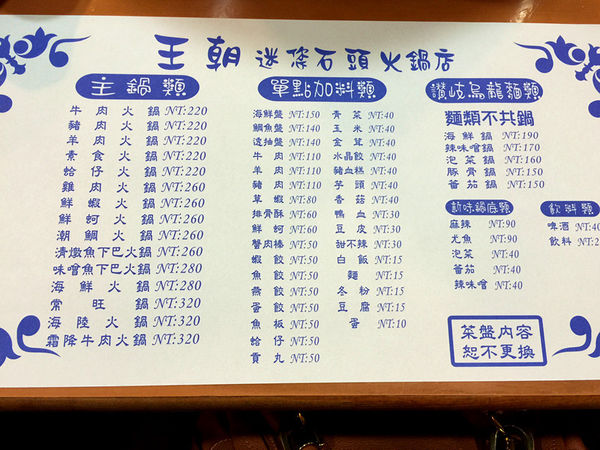 王朝 迷你石頭火鍋店
主鍋類
牛肉火鍋 NT:220
豬肉火鍋 NT:220
羊肉火鍋 NT:220
素食火鍋 NT:220
蛤仔火鍋 NT:220
雞肉火鍋 NT:260
鮮蝦火鍋 NT:260
鮮蚵火鍋 NT:260
潮鯛火鍋 NT:260
清燉魚下巴火鍋 NT:260
味噌魚下巴火鍋 NT:280
海鮮火鍋 NT:280
常旺鍋 NT:320
海陸火鍋 NT:320
霜降牛肉火鍋 NT:320
單點加料類
海鮮盤 NT:150
鯛魚盤 NT:140
透抽盤 NT:140
牛肉 NT:110
羊肉 NT:110
豬肉 NT:110
草蝦 NT:80
排骨酥 NT:60
鮮蚵 NT:60
蟹肉棒 NT:50
蝦餃 NT:50
魚餃 NT:50
燕餃 NT:50
蛋餃 NT:50
魚板 NT:50
蛤仔 NT:50
貢丸 NT:50
青菜 NT:40
玉米 NT:40
金茸 NT:40
水晶餃 NT:40
豬血糕 NT:40
芋頭 NT:40
香菇 NT:40
鴨血 NT:30
豆皮 NT:30
甜不辣 NT:30
白飯 NT:15
麵 NT:15
冬粉 NT:15
豆腐 NT:15
蛋 NT:10
讚岐烏龍麵類
麵類不共鍋
海鮮鍋 NT:190
辣味噌鍋 NT:170
泡菜鍋 NT:160
豚骨鍋 NT:150
蕃茄鍋 NT:150
麻辣 NT:90
尤魚 NT:90
泡菜 NT:40
蕃茄 NT:40
辣味噌 NT:40
飲料類
啤酒
飲料
菜盤內容
恕不更換